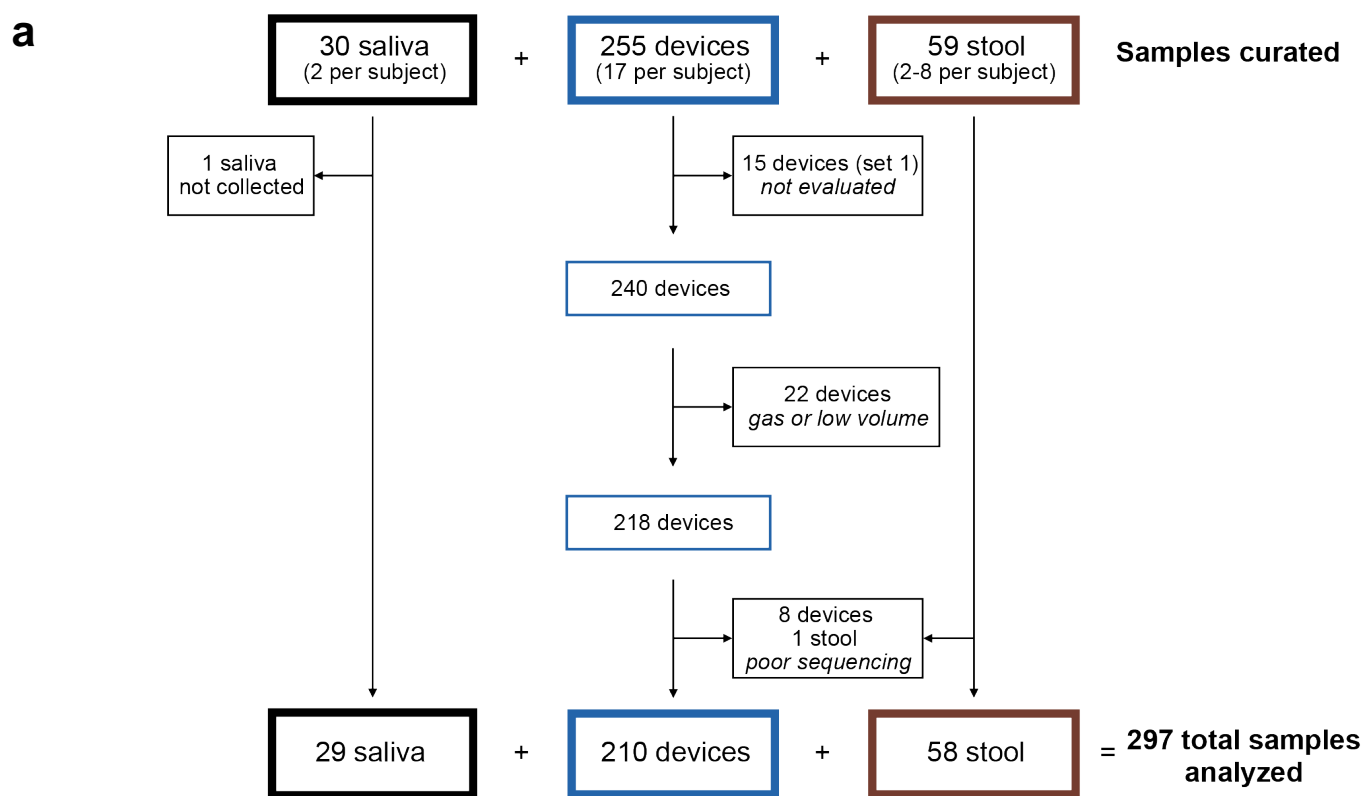 a
30 saliva
(2 per subject)
+
255 devices
(17 per subject)
+
59 stool
(2-8 per subject)
Samples curated
1 saliva
not collected
15 devices (set 1)
not evaluated
240 devices
22 devices
gas or low volume
218 devices
8 devices
1 stool
poor sequencing
29 saliva
+
210 devices
+
58 stool
= 297 total samples
analyzed